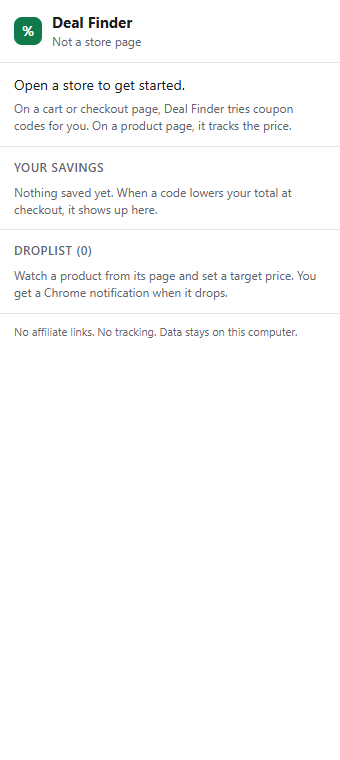 %
Deal Finder
Not a store page
Open a store to get started.
On a cart or checkout page, Deal Finder tries coupon
codes for you. On a product page, it tracks the price.
YOUR SAVINGS
Nothing saved yet. When a code lowers your total at
checkout, it shows up here.
DROPLIST (0)
Watch a product from its page and set a target price. You
get a Chrome notification when it drops.
No affiliate links. No tracking. Data stays on this computer.